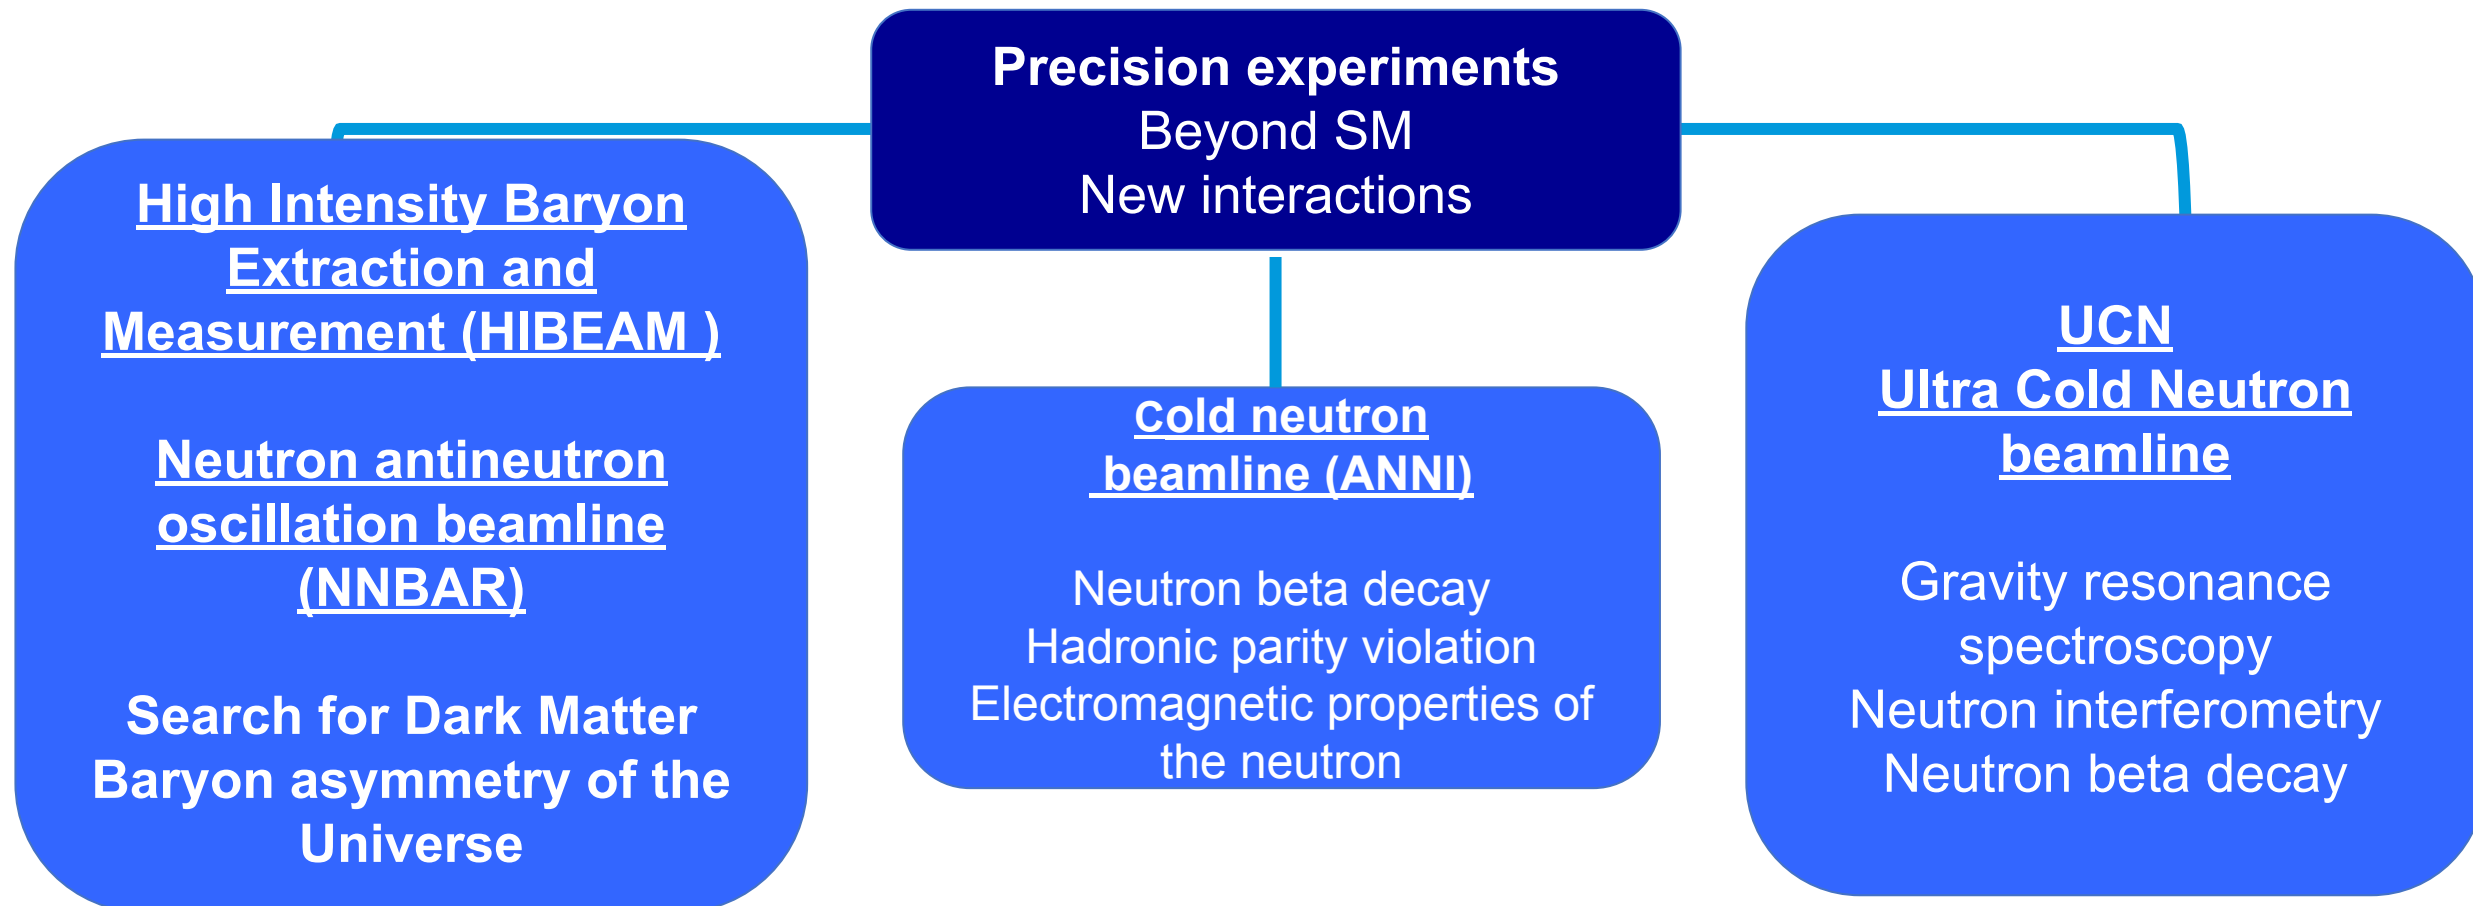 Precision experiments
Beyond SM
New interactions
High Intensity Baryon
Extraction and
Measurement (HIBEAM )
Neutron antineutron
oscillation beamline
(NNBAR)
Search for Dark Matter
Baryon asymmetry of the
Universe
Cold neutron
beamline (ANNI)
Neutron beta decay
Hadronic parity violation
Electromagnetic properties of
the neutron
UCN
Ultra Cold Neutron
beamline
Gravity resonance
spectroscopy
Neutron interferometry
Neutron beta decay